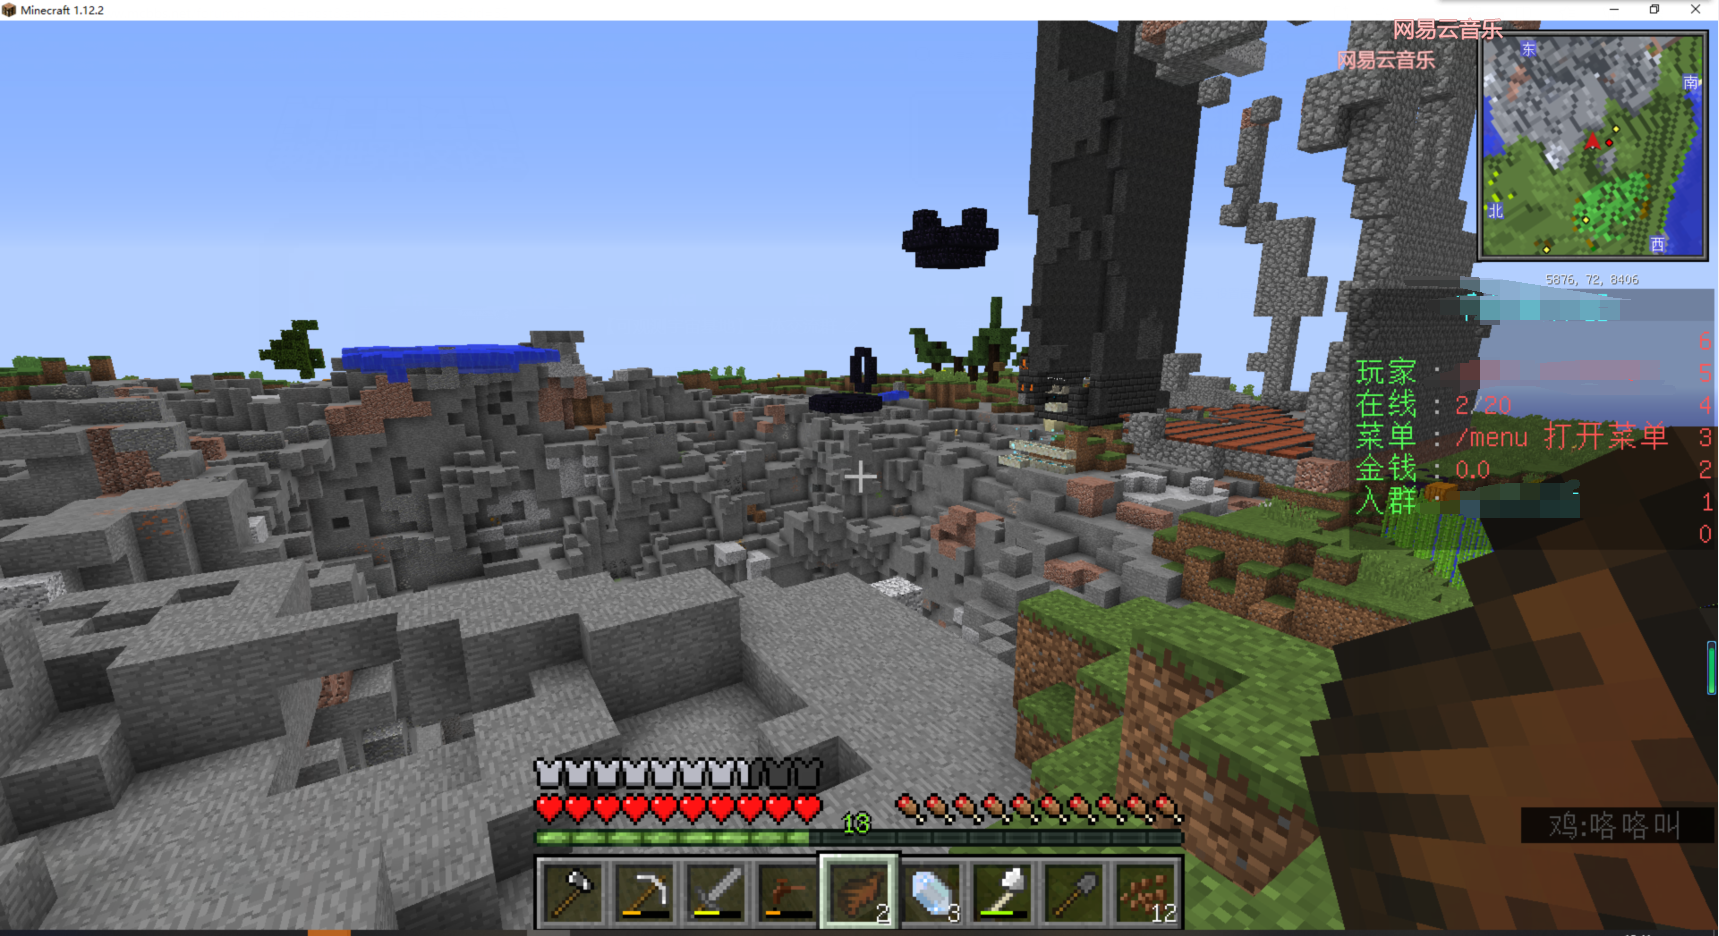 Minecraft 1.12.2
网易云音乐
网易云音乐
东
南
北
西
5876, 72, 8406
6
玩家 : 5
在线 : 2/20 4
菜单 : /menu 打开菜单 3
金钱 : 0.0 2
入群 : 1
0
鸡:咯咯叫
18
2
3
12